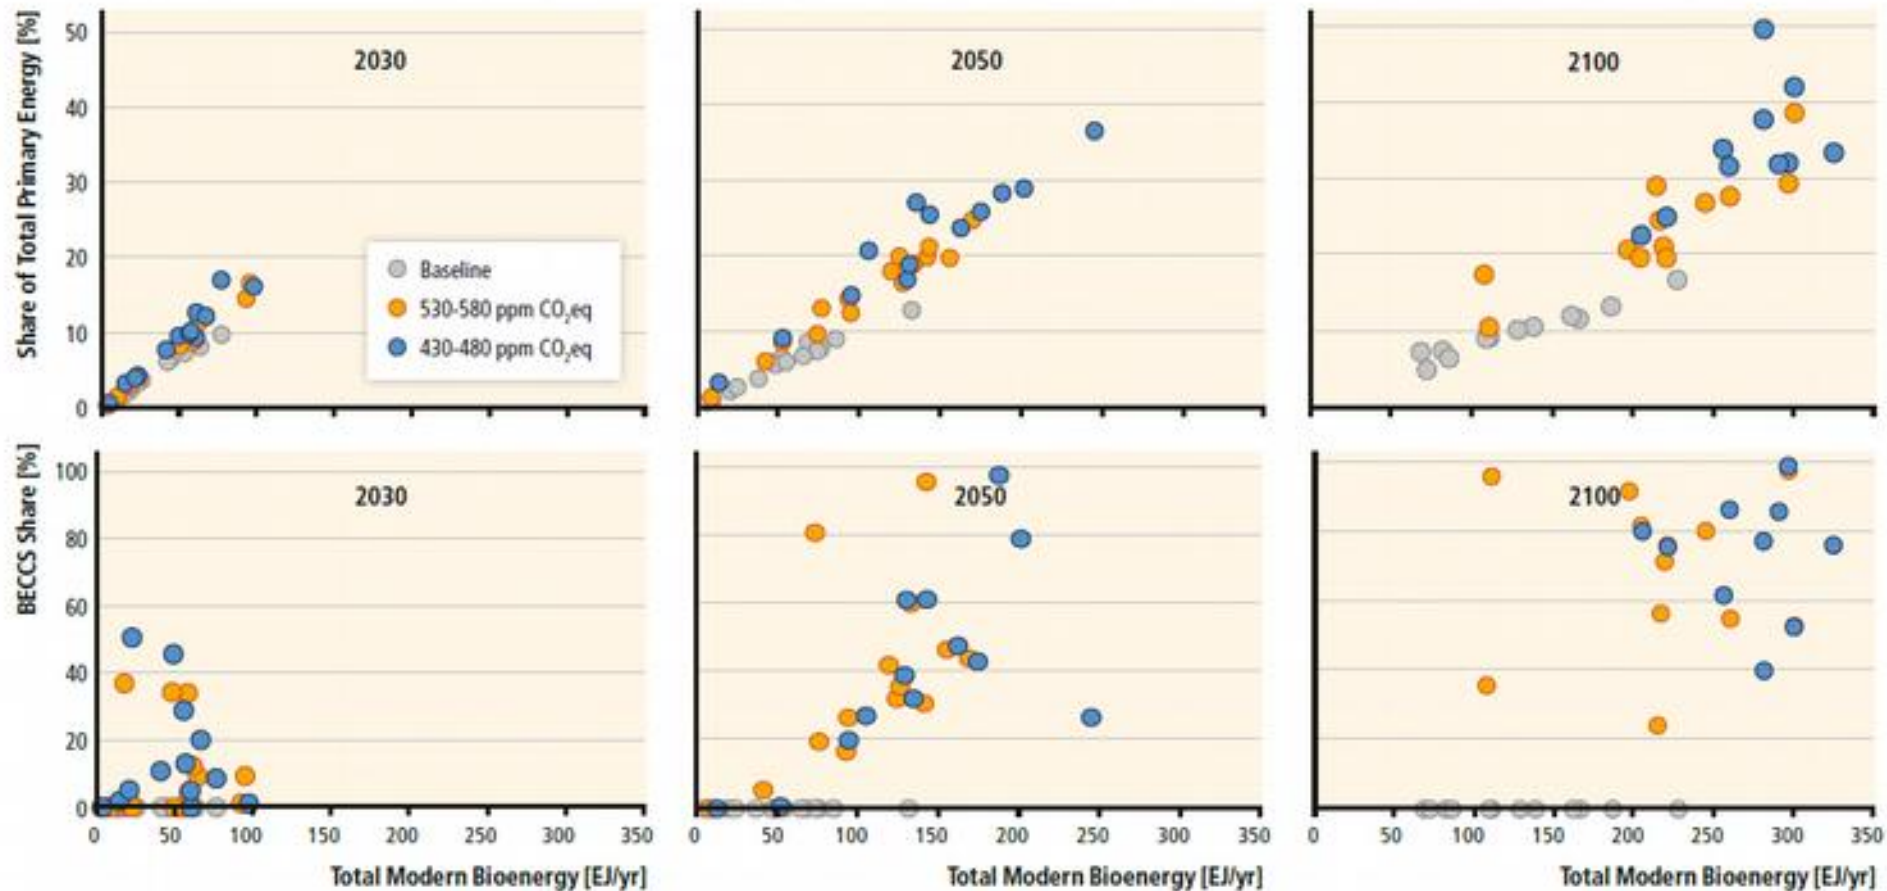 Share of Total Primary Energy [%]
50
40
30
20
10
0
2030
2050
2100
Baseline
530-580 ppm CO₂eq
430-480 ppm CO₂eq
BECCS Share [%]
100
80
60
40
20
0
2030
2050
2100
0 50 100 150 200 250 300 350
0 50 100 150 200 250 300 350
0 50 100 150 200 250 300 350
Total Modern Bioenergy [EJ/yr]
Total Modern Bioenergy [EJ/yr]
Total Modern Bioenergy [EJ/yr]